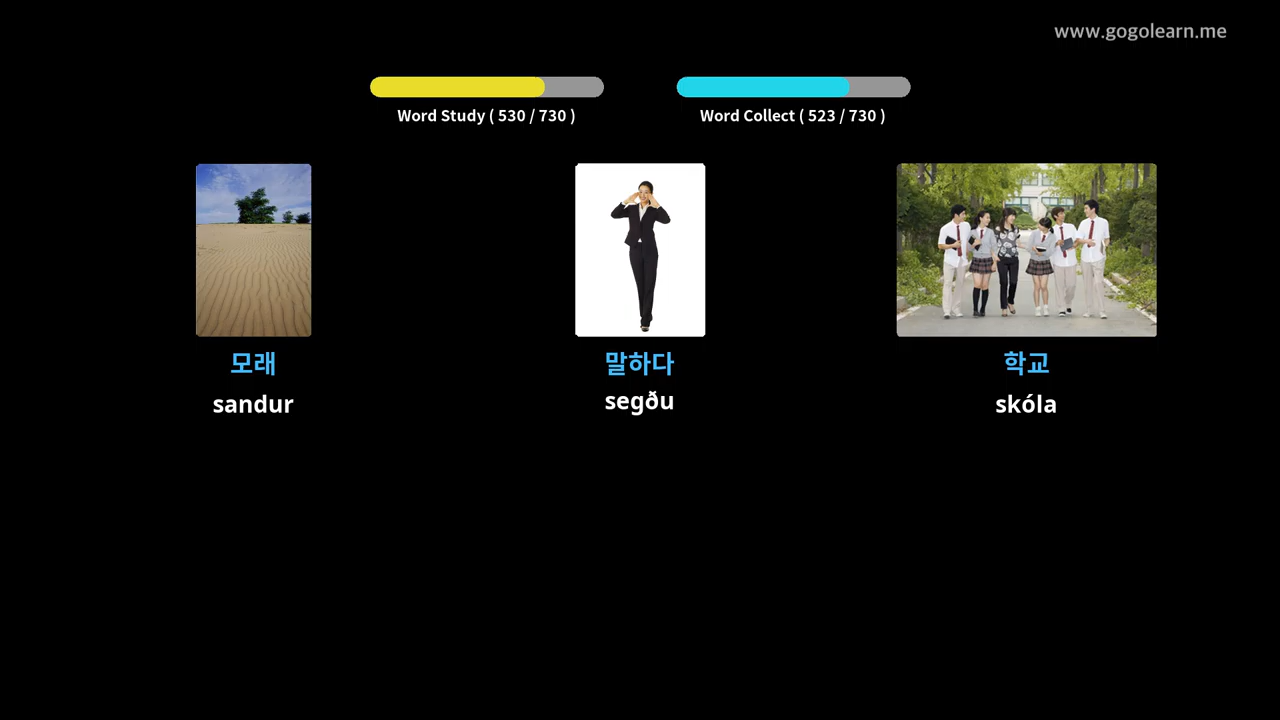 www.gogolearn.me
Word Study ( 530 / 730 )
Word Collect ( 523 / 730 )
모래
sandur
말하다
segðu
학교
skóla